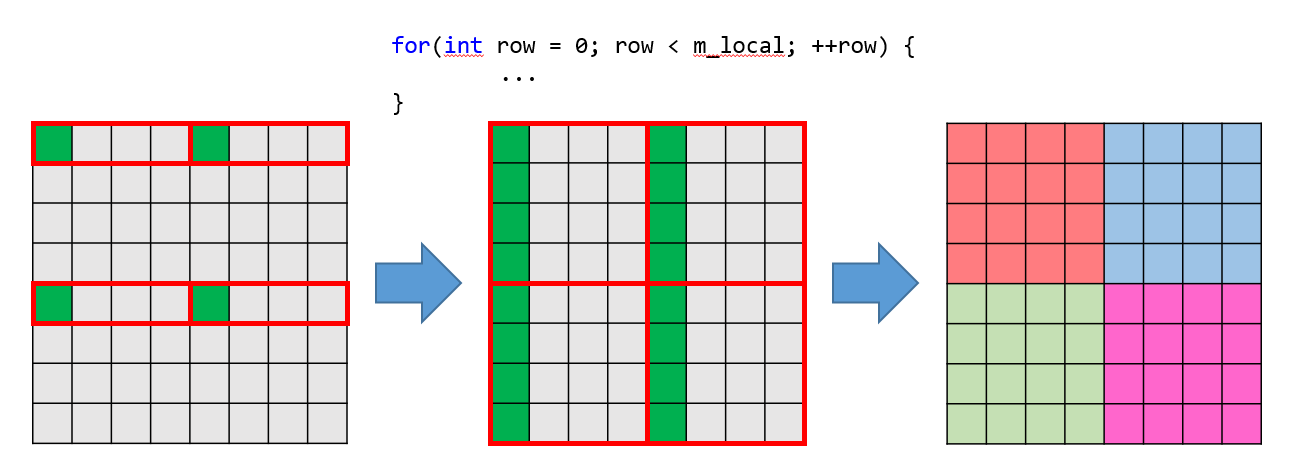 for(int row = 0; row < m_local; ++row) {
...
}